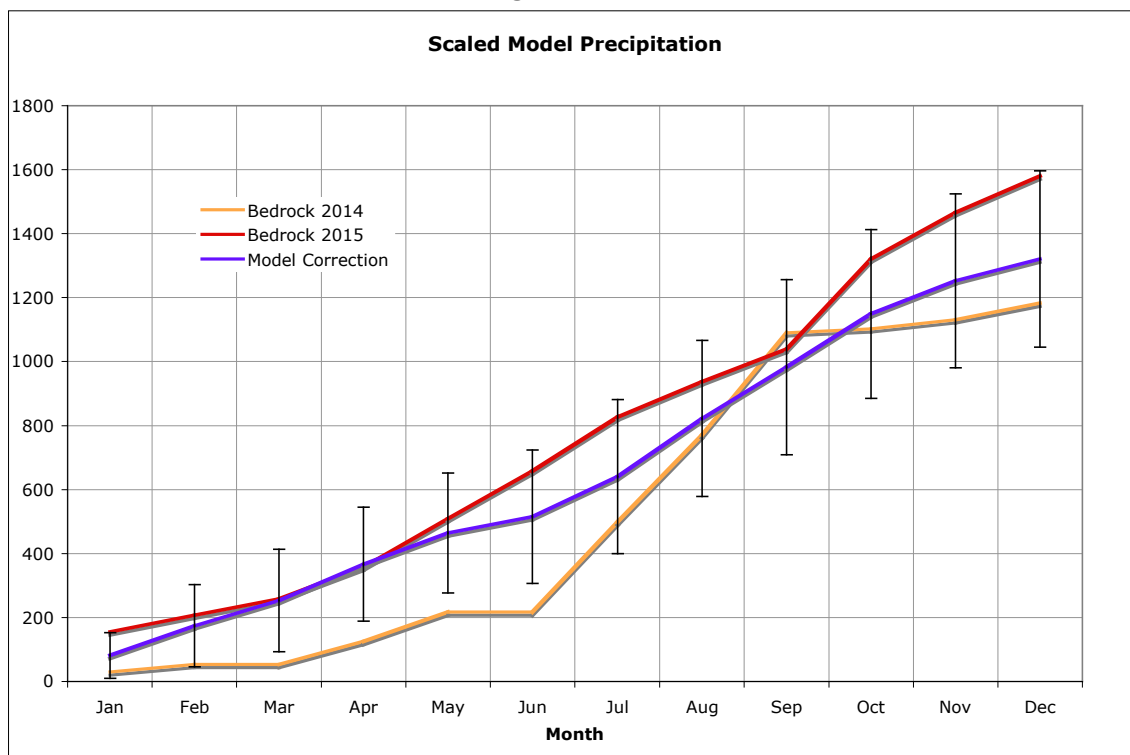 Scaled Model Precipitation
1800
1600
1400
1200
1000
800
600
400
200
0
Bedrock 2014
Bedrock 2015
Model Correction
Jan Feb Mar Apr May Jun Jul Aug Sep Oct Nov Dec
Month